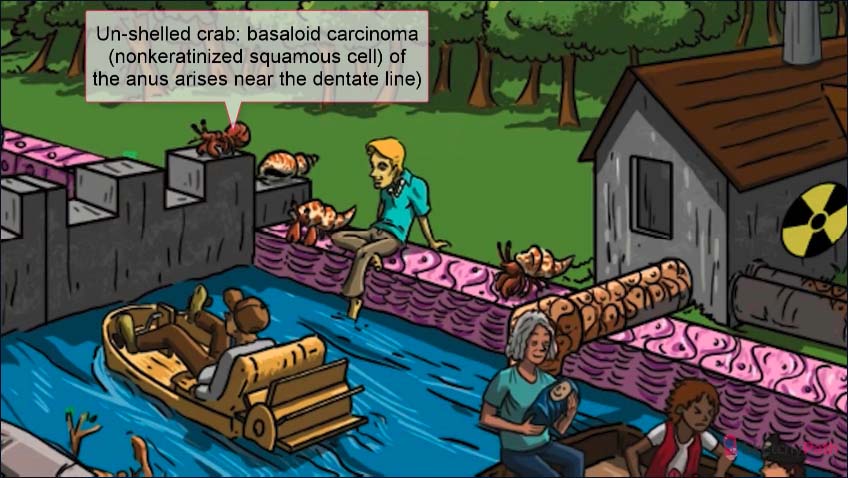 Un-shelled crab: basaloid carcinoma
(nonkeratinized squamous cell) of
the anus arises near the dentate line)